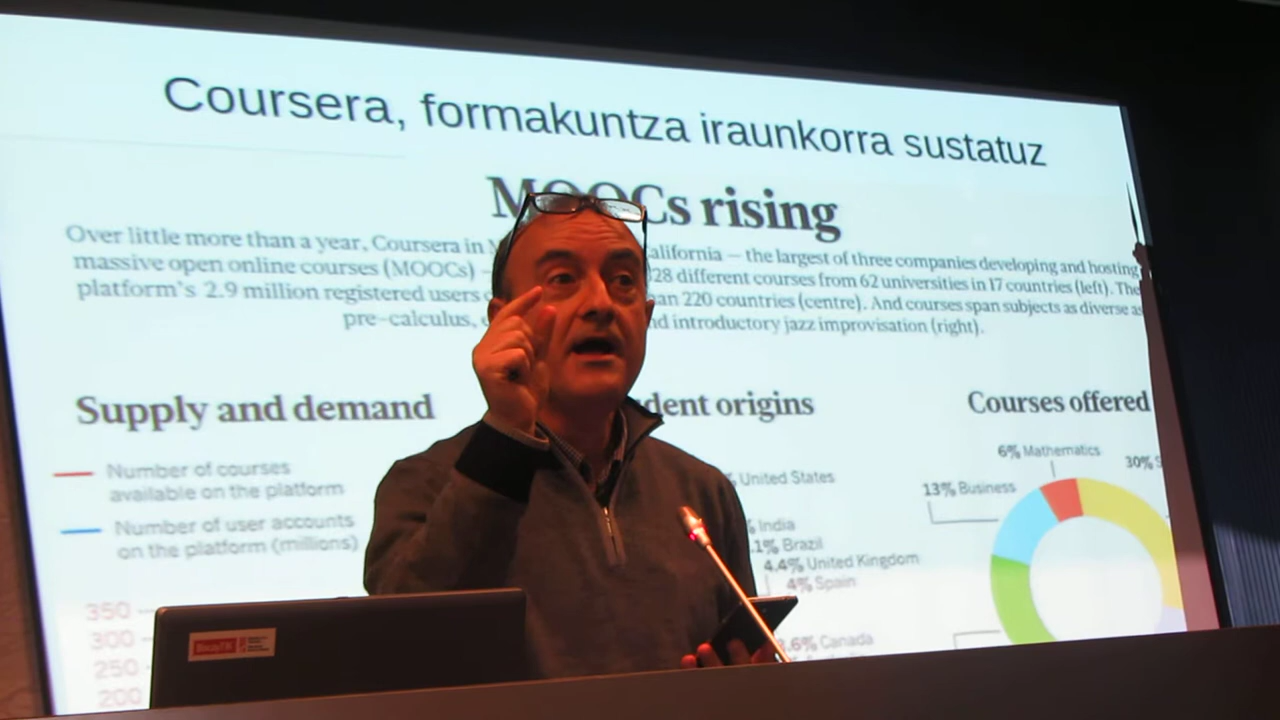 Coursera, formakuntza iraunkorra sustatuz
MOOCs rising
Over little more than a year, Coursera in California — the largest of three companies developing and hosting
massive open online courses (MOOCs) — 328 different courses from 62 universities in 17 countries (left). The
platform's 2.9 million registered users 220 countries (centre). And courses span subjects as diverse as
pre-calculus, introductory jazz improvisation (right).
Supply and demand
origins
Courses offered
Number of courses
available on the platform
Number of user accounts
on the platform (millions)
350
300
250
200
United States
India
Brazil
4.4% United Kingdom
4% Spain
Canada
6% Mathematics
30%
13% Business